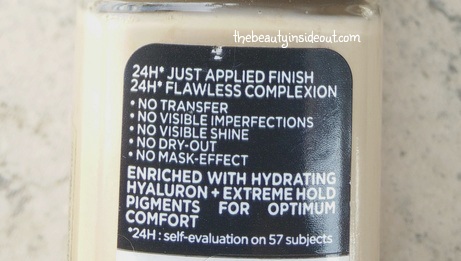 thebeautyinsideout.com
24H* JUST APPLIED FINISH
24H* FLAWLESS COMPLEXION
• NO TRANSFER
• NO VISIBLE IMPERFECTIONS
• NO VISIBLE SHINE
• NO DRY-OUT
• NO MASK-EFFECT
ENRICHED WITH HYDRATING
HYALURON + EXTREME HOLD
PIGMENTS FOR OPTIMUM
COMFORT
*24H : self-evaluation on 57 subjects